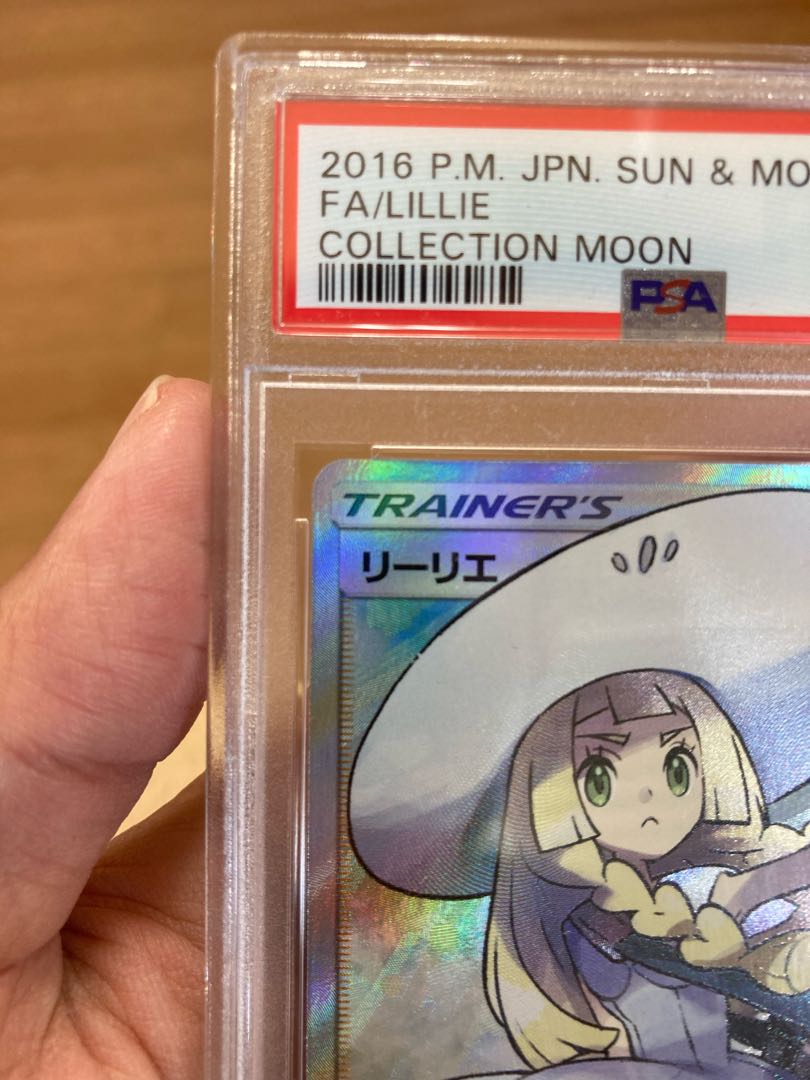 2016 P.M. JPN. SUN & MO
FA/LILLIE
COLLECTION MOON
PSA
TRAINER'S
リーリエ